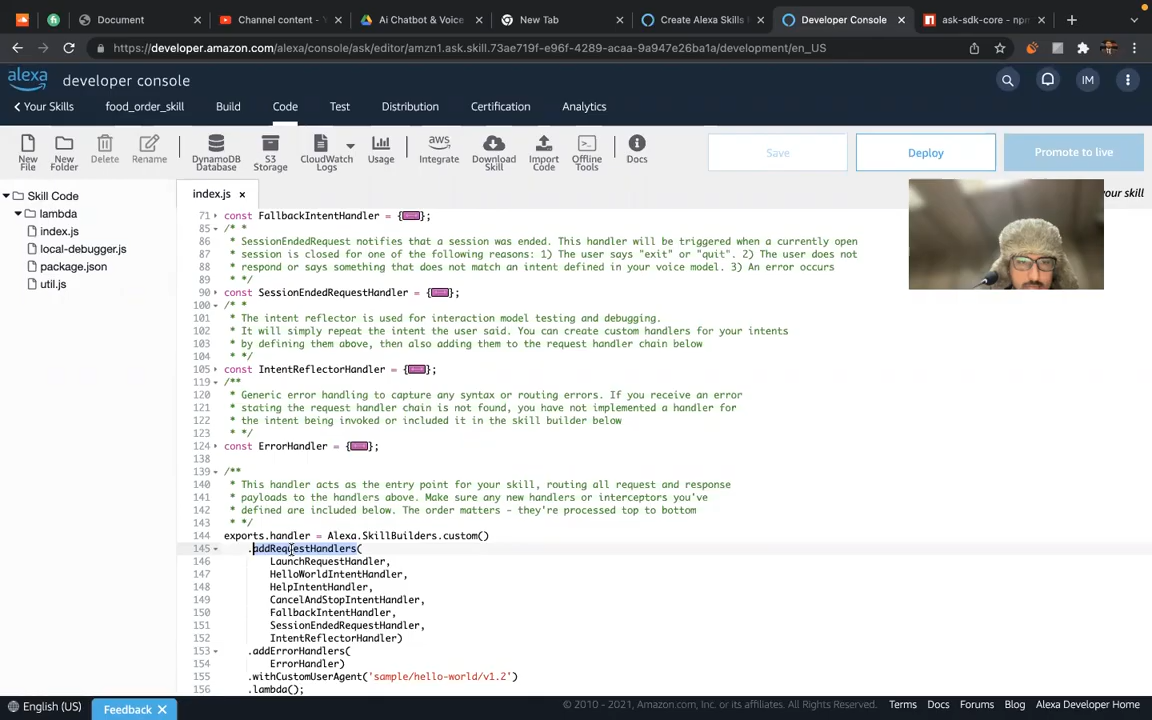 Document
Channel content - Y
Ai Chatbot & Voice
New Tab
Create Alexa Skills K
Developer Console
ask-sdk-core - npm
https://developer.amazon.com/alexa/console/ask/editor/amzn1.ask.skill.73ae719f-e96f-4289-acaa-9a947e26ba1a/development/en_US
alexa developer console
IM
Your Skills food_order_skill Build Code Test Distribution Certification Analytics
New File
New Folder
Delete
Rename
DynamoDB Database
S3 Storage
CloudWatch Logs
Usage
aws Integrate
Download Skill
Import Code
Offline Tools
Docs
Save
Deploy
Promote to live
your skill
Skill Code
lambda
index.js
local-debugger.js
package.json
util.js
index.js
71 const FallbackIntentHandler = {};
85 /* *
86 * SessionEndedRequest notifies that a session was ended. This handler will be triggered when a currently open
87 * session is closed for one of the following reasons: 1) The user says "exit" or "quit". 2) The user does not
88 * respond or says something that does not match an intent defined in your voice model. 3) An error occurs
89 * */
90 const SessionEndedRequestHandler = {};
100 /* *
101 * The intent reflector is used for interaction model testing and debugging.
102 * It will simply repeat the intent the user said. You can create custom handlers for your intents
103 * by defining them above, then also adding them to the request handler chain below
104 * */
105 const IntentReflectorHandler = {};
119 /**
120 * Generic error handling to capture any syntax or routing errors. If you receive an error
121 * stating the request handler chain is not found, you have not implemented a handler for
122 * the intent being invoked or included it in the skill builder below
123 * */
124 const ErrorHandler = {};
138
139 /**
140 * This handler acts as the entry point for your skill, routing all request and response
141 * payloads to the handlers above. Make sure any new handlers or interceptors you've
142 * defined are included below. The order matters - they're processed top to bottom
143 * */
144 exports.handler = Alexa.SkillBuilders.custom()
145 .addRequestHandlers(
146 LaunchRequestHandler,
147 HelloWorldIntentHandler,
148 HelpIntentHandler,
149 CancelAndStopIntentHandler,
150 FallbackIntentHandler,
151 SessionEndedRequestHandler,
152 IntentReflectorHandler)
153 .addErrorHandlers(
154 ErrorHandler)
155 .withCustomUserAgent('sample/hello-world/v1.2')
156 .lambda();
English (US)
Feedback
© 2010 - 2021, Amazon.com, Inc. or its affiliates. All Rights Reserved.
Terms Docs Forums Blog Alexa Developer Home